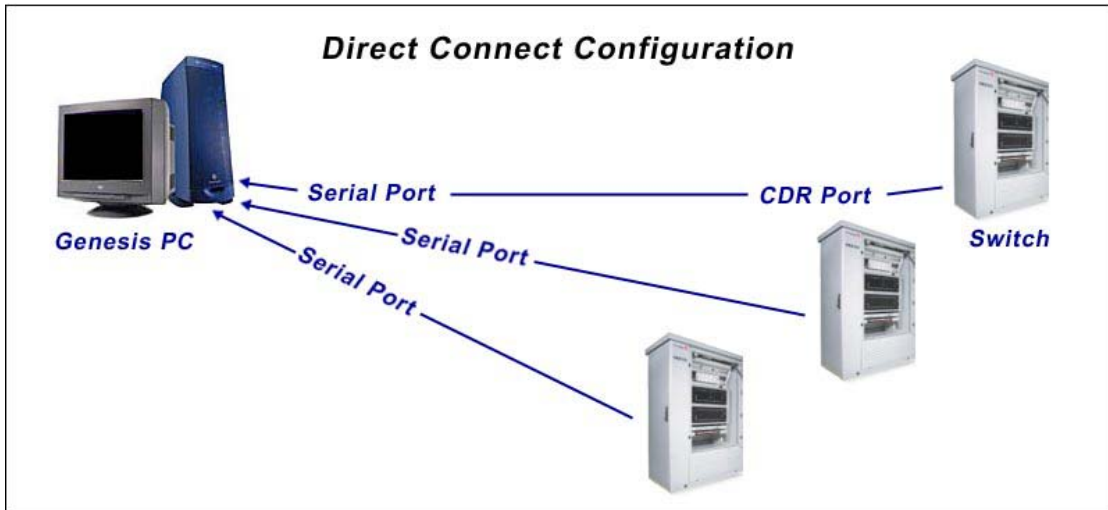 Direct Connect Configuration
Serial Port
CDR Port
Genesis PC
Serial Port
Switch
Serial Port